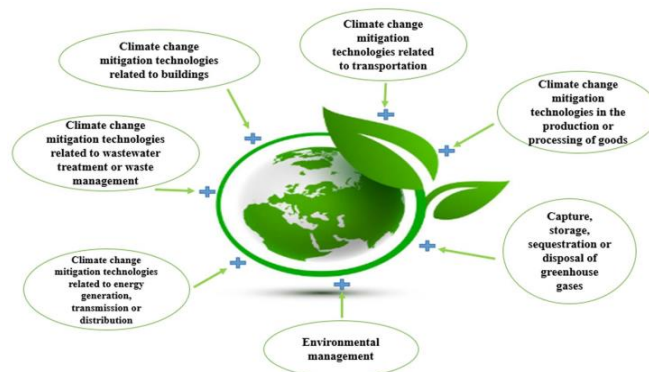 Climate change
mitigation technologies
related to buildings
Climate change
mitigation
technologies related
to transportation
Climate change
mitigation
technologies in the
production or
processing of goods
Climate change
mitigation technologies
related to wastewater
treatment or waste
management
Capture,
storage,
sequestration or
disposal of
greenhouse
gases
Climate change
mitigation technologies
related to energy
generation,
transmission or
distribution
Environmental
management